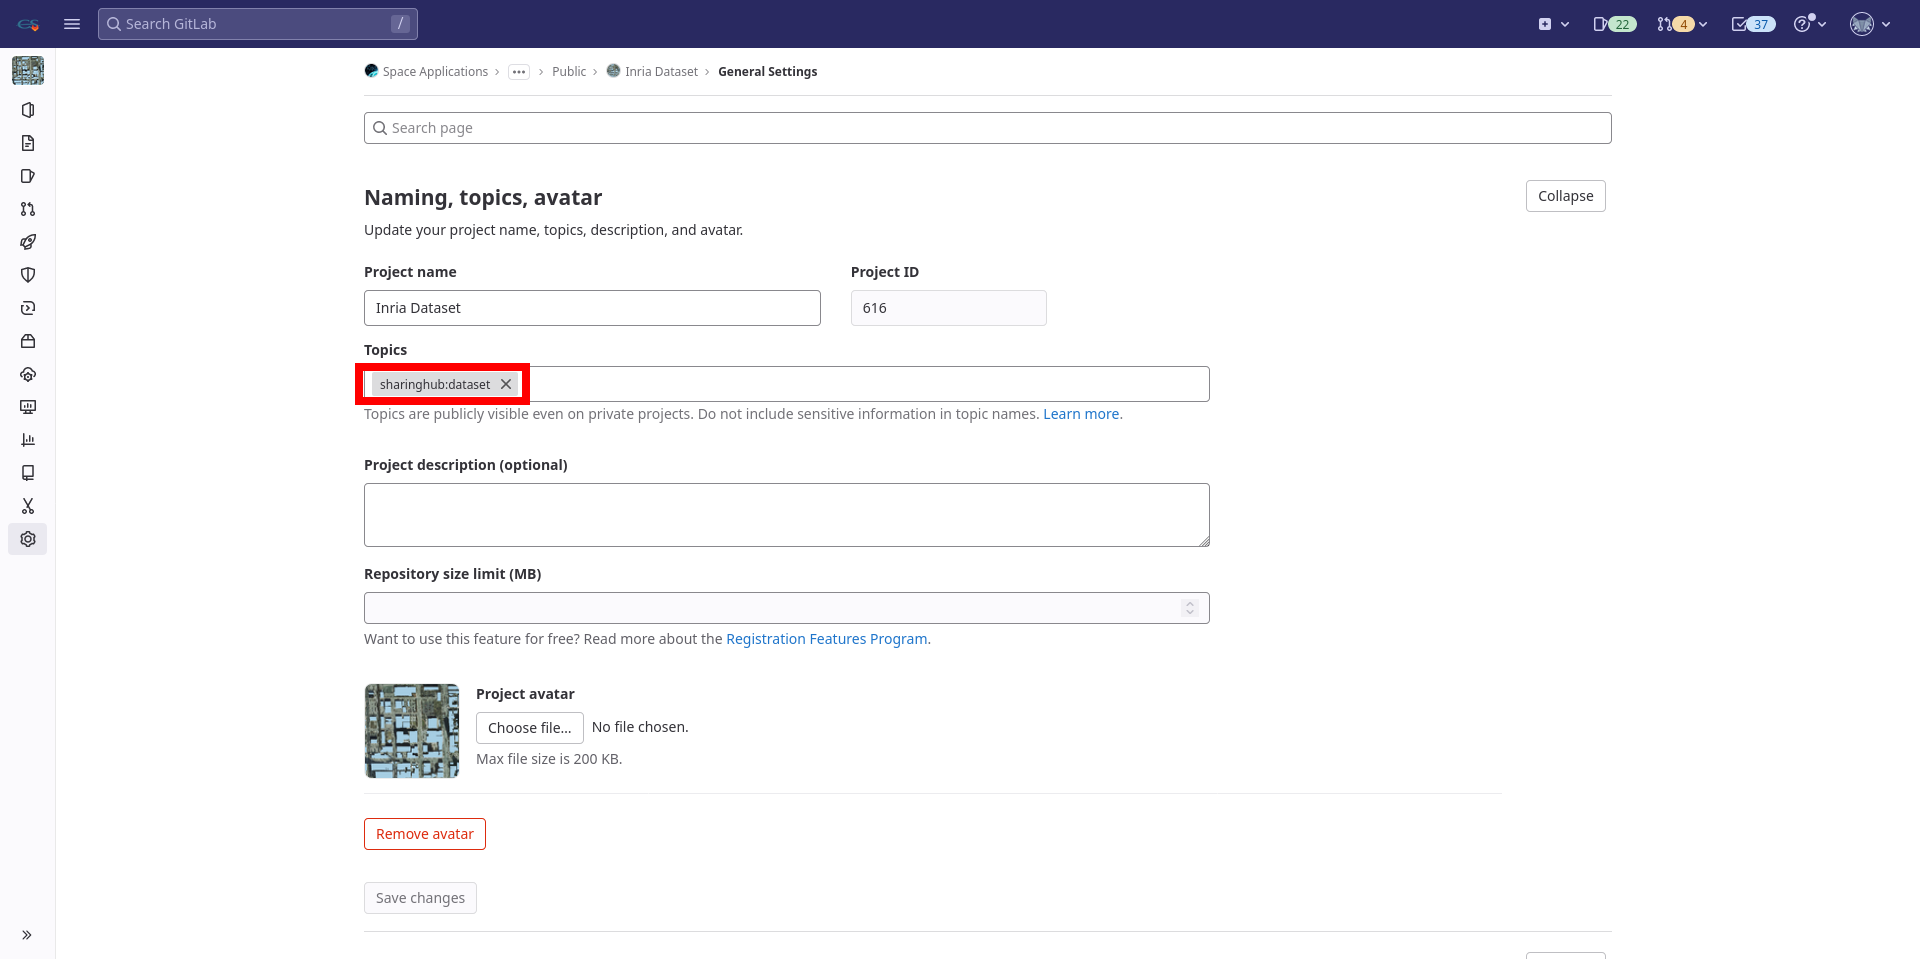 Search GitLab /
22 4 37
Space Applications › ••• › Public › Inria Dataset › General Settings
Search page
Naming, topics, avatar
Collapse
Update your project name, topics, description, and avatar.
Project name Project ID
Inria Dataset 616
Topics
sharinghub:dataset
Topics are publicly visible even on private projects. Do not include sensitive information in topic names. Learn more.
Project description (optional)
Repository size limit (MB)
Want to use this feature for free? Read more about the Registration Features Program.
Project avatar
Choose file... No file chosen.
Max file size is 200 KB.
Remove avatar
Save changes